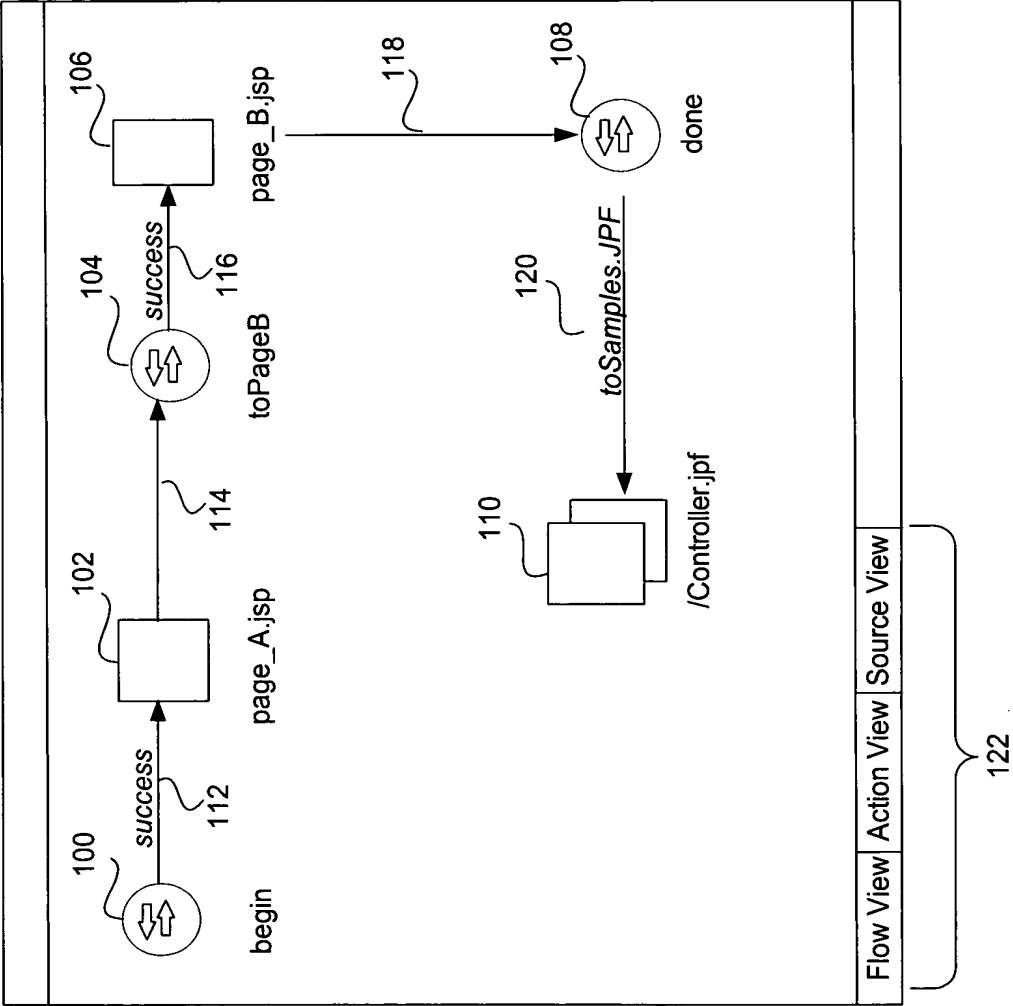 100
success
112
begin
102
page_A.jsp
114
104
toPageB
success
116
106
page_B.jsp
118
108
done
120
toSamples.JPF
110
/Controller.jpf
Flow View
Action View
Source View
122